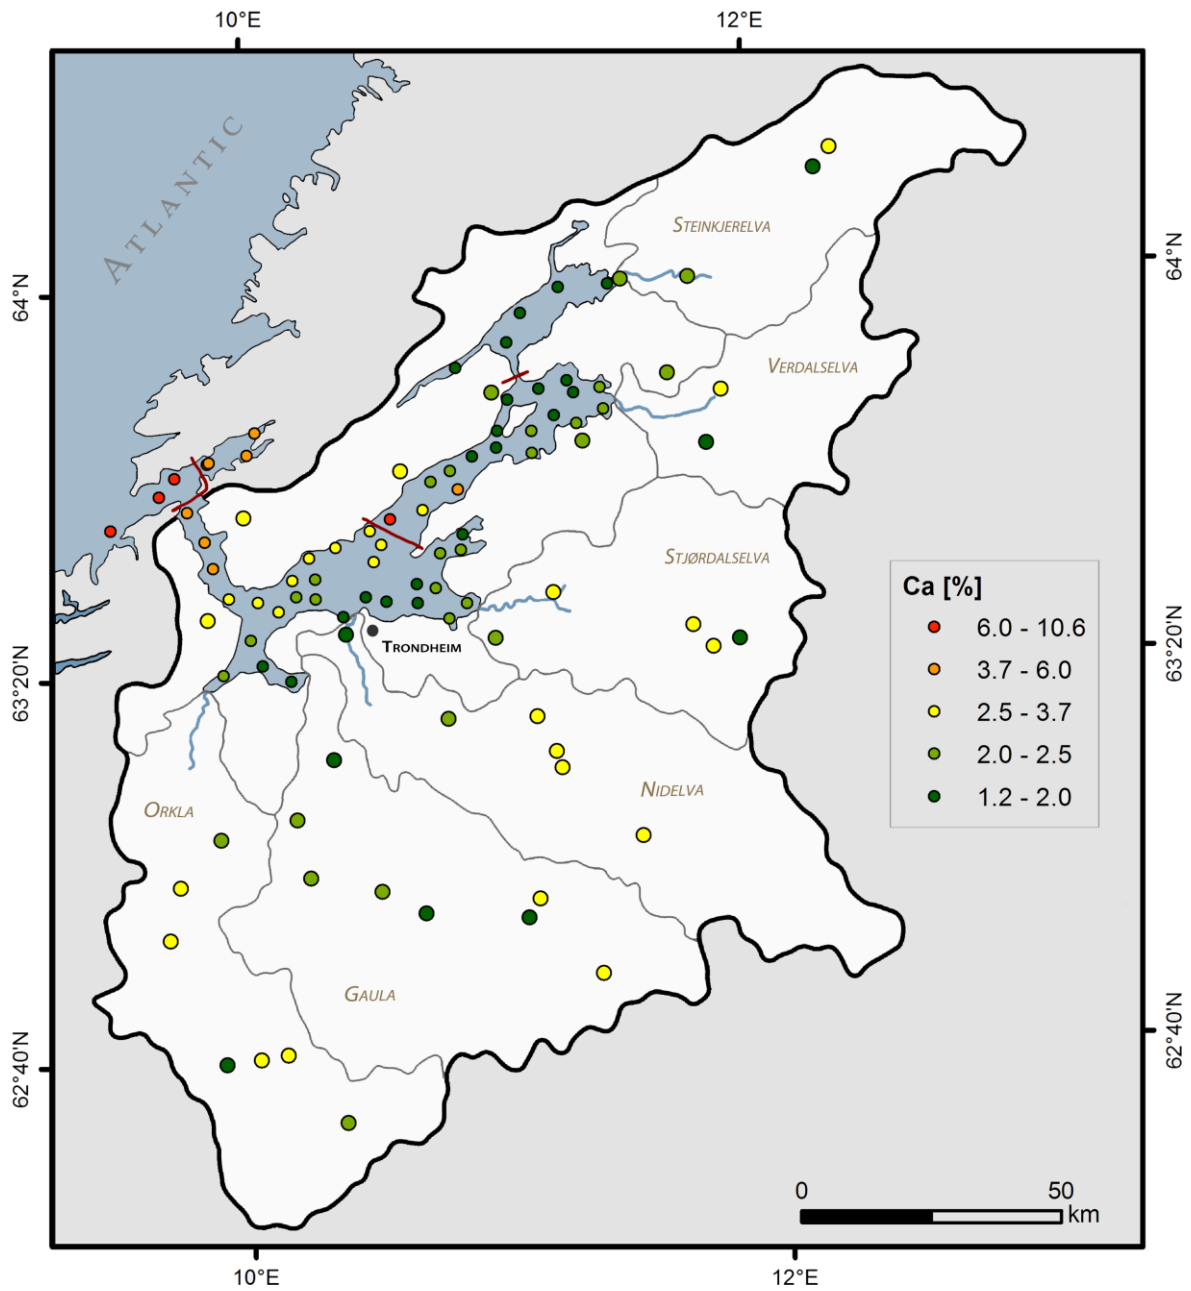 10°E
12°E
ATLANTIC
STEINKJERELVA
64°N
64°N
VERDALSELVA
STJØRDALSELVA
Ca [%]
6.0 - 10.6
3.7 - 6.0
2.5 - 3.7
2.0 - 2.5
1.2 - 2.0
TRONDHEIM
63°20'N
63°20'N
NIDELVA
ORKLA
GAULA
62°40'N
62°40'N
0
50
km
10°E
12°E